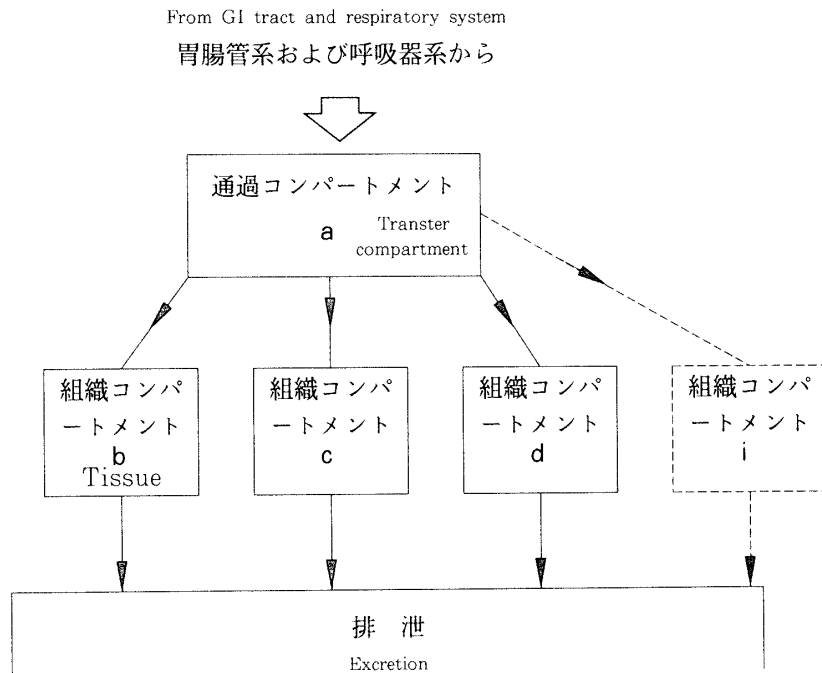 From GI tract and respiratory system
胃腸管系および呼吸器系から
通過コンパートメント
a
Transter
compartment
組織コンパ
ートメント
b
Tissue
組織コンパ
ートメント
c
組織コンパ
ートメント
d
組織コンパ
ートメント
i
排 泄
Excretion